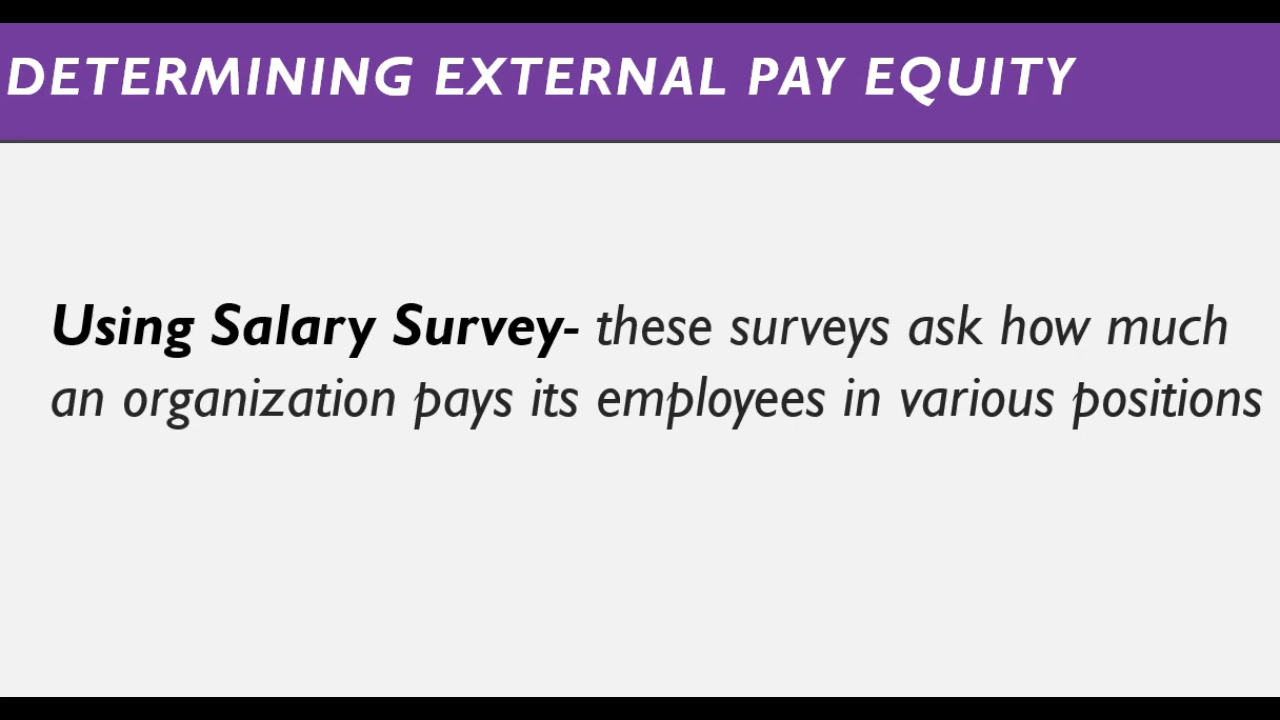 DETERMINING EXTERNAL PAY EQUITY
Using Salary Survey- these surveys ask how much
an organization pays its employees in various positions